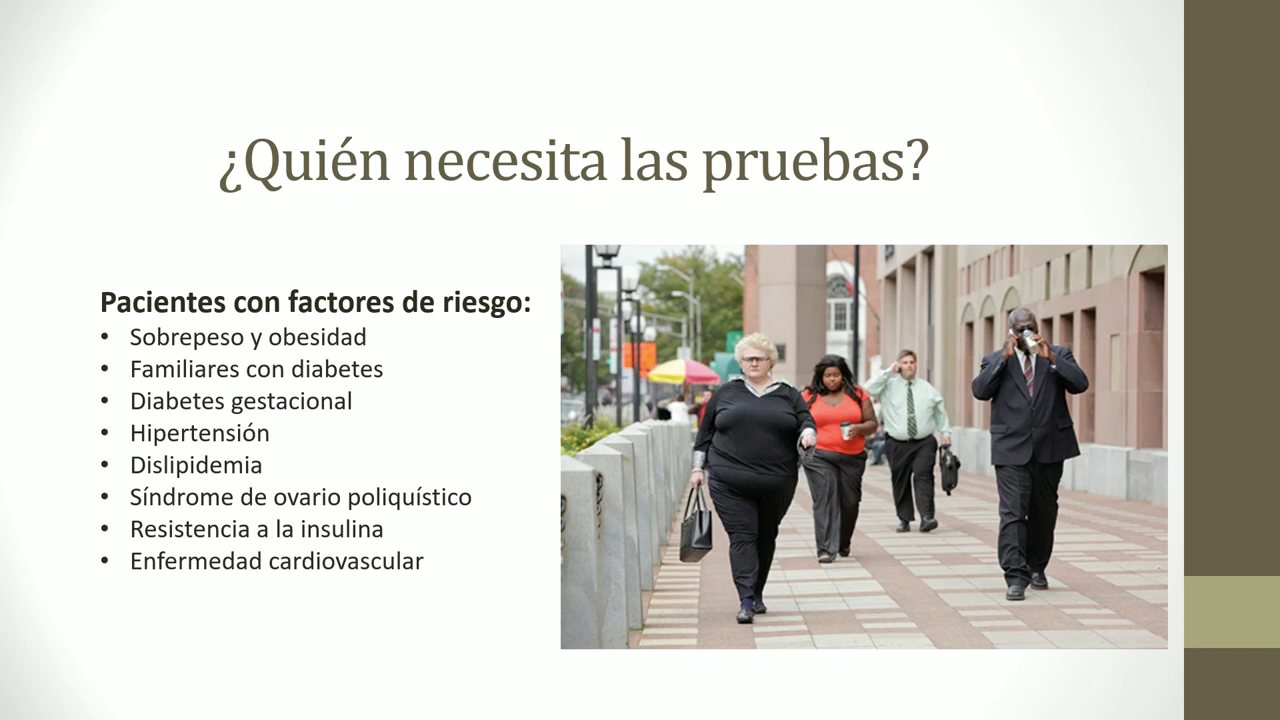 ¿Quién necesita las pruebas?
Pacientes con factores de riesgo:
• Sobrepeso y obesidad
• Familiares con diabetes
• Diabetes gestacional
• Hipertensión
• Dislipidemia
• Síndrome de ovario poliquístico
• Resistencia a la insulina
• Enfermedad cardiovascular